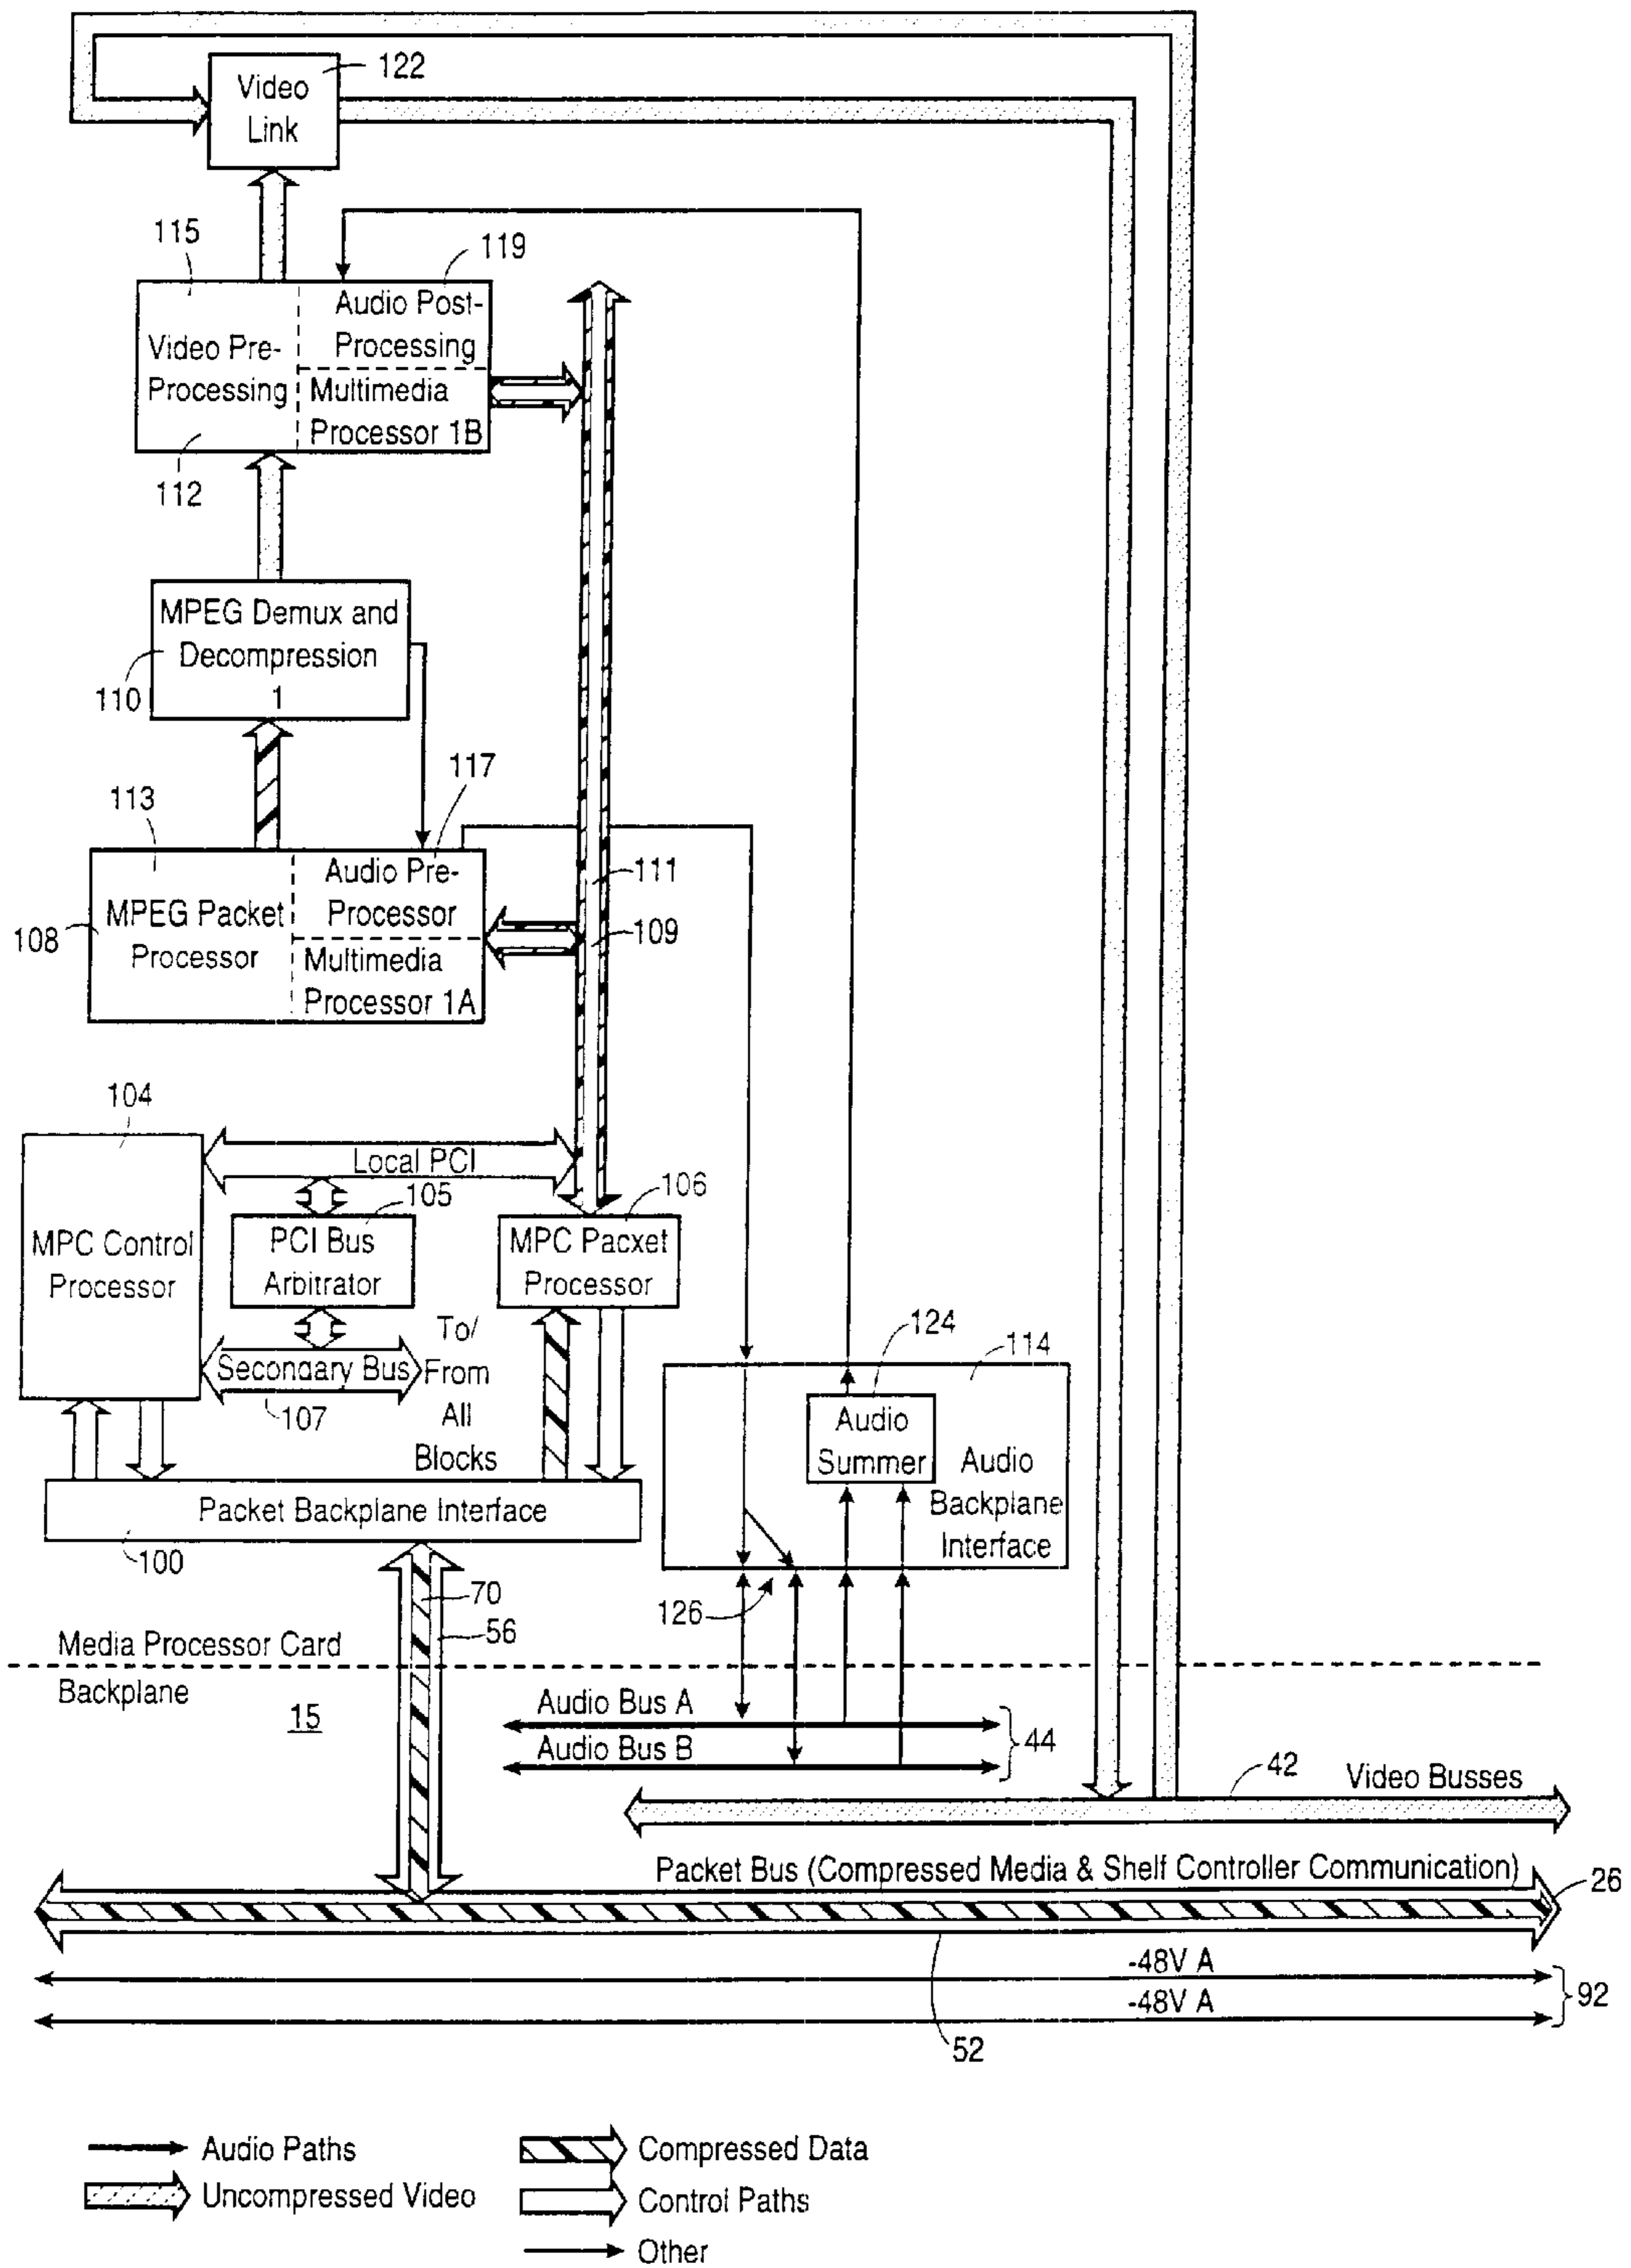 122
Video
Link
115
119
Audio Post-
Processing
Video Pre-
Processing
Multimedia
Processor 1B
112
MPEG Demux and
Decompression
1
110
117
113
Audio Pre-
Processor
MPEG Packet
Processor
Multimedia
Processor 1A
108
111
109
104
Local PCI
105
106
MPC Control
Processor
PCI Bus
Arbitrator
MPC Pacxet
Processor
To/
From
All
Blocks
Secondary Bus
107
124
114
Audio
Summer
Audio
Backplane
Interface
Packet Backplane Interface
100
70
56
126
Media Processor Card
Backplane
15
Audio Bus A
Audio Bus B
44
42
Video Busses
Packet Bus (Compressed Media & Shelf Controller Communication)
26
-48V A
-48V A
92
52
Audio Paths
Uncompressed Video
Compressed Data
Control Paths
Other